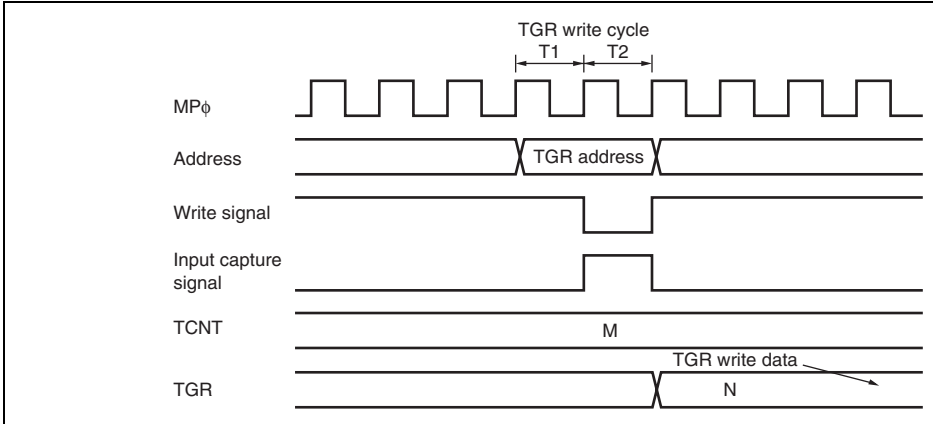 TGR write cycle
T1 T2
MPϕ
Address
TGR address
Write signal
Input capture
signal
TCNT
M
TGR write data
TGR
N